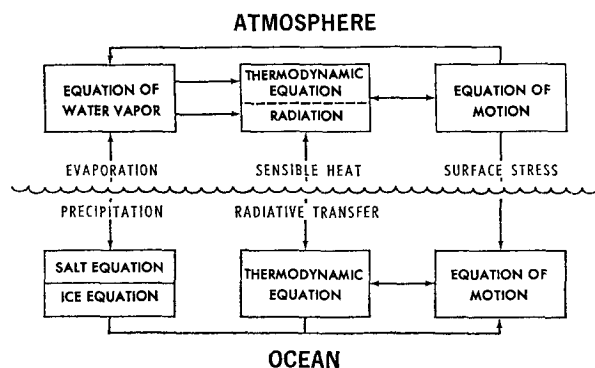 ATMOSPHERE
EQUATION OF
WATER VAPOR
THERMODYNAMIC
EQUATION
RADIATION
EQUATION OF
MOTION
EVAPORATION
SENSIBLE HEAT
SURFACE STRESS
PRECIPITATION
RADIATIVE TRANSFER
SALT EQUATION
ICE EQUATION
THERMODYNAMIC
EQUATION
EQUATION OF
MOTION
OCEAN